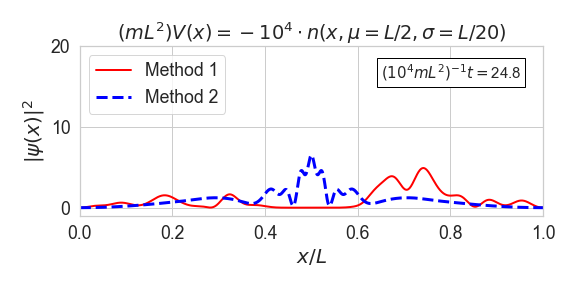 (mL²)V(x) = −10⁴ · n(x, μ = L/2, σ = L/20)
20
Method 1
Method 2
(10⁴mL²)⁻¹t = 24.8
|ψ(x)|²
10
0
0.0 0.2 0.4 0.6 0.8 1.0
x/L